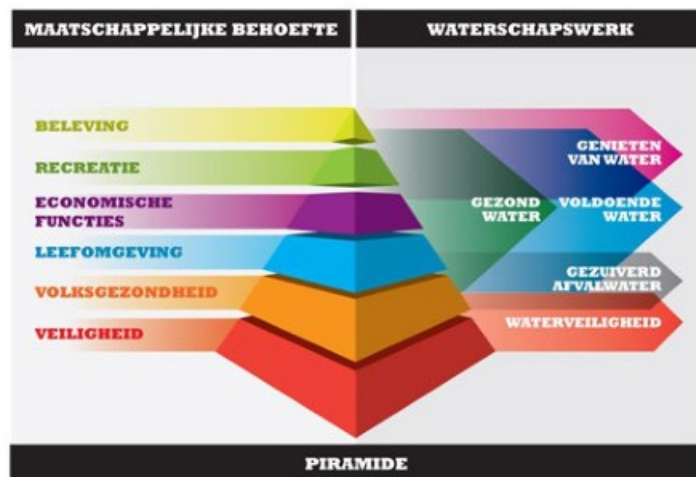 MAATSCHAPPELIJKE BEHOEFTE
WATERSCHAPSWERK
BELEVING
RECREATIE
ECONOMISCHE
FUNCTIES
LEEFOMGEVING
VOLKSGEZONDHEID
VEILIGHEID
GENIETEN
VAN WATER
GEZOND
WATER
VOLDOENDE
WATER
GEZUIVERD
AFVALWATER
WATERVEILIGHEID
PIRAMIDE